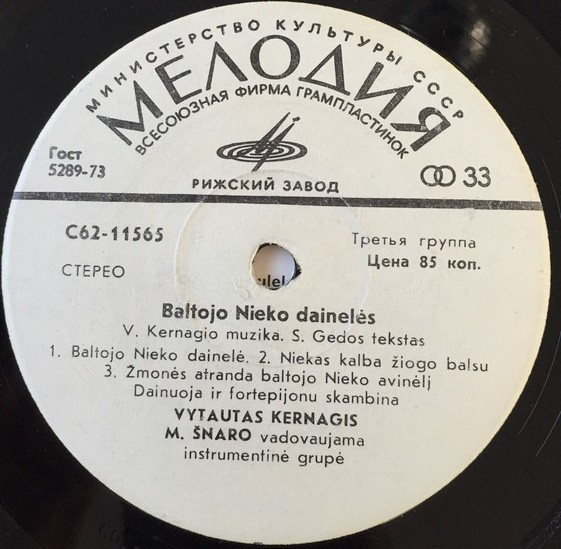 МИНИСТЕРСТВО КУЛЬТУРЫ СССР
МЕЛОДИЯ
ВСЕСОЮЗНАЯ ФИРМА ГРАМПЛАСТИНОК
Гост
5289-73
РИЖСКИЙ ЗАВОД
33
С62-11565
Третья группа
СТЕРЕО
Цена 85 коп.
Baltojo Nieko dainelės
V. Kernagio muzika. S. Gedos tekstas
1. Baltojo Nieko dainelė. 2. Niekas kalba žiogo balsu
3. Žmonės atranda baltojo Nieko avinėlį
Dainuoja ir fortepijonu skambina
VYTAUTAS KERNAGIS
M. ŠNARO vadovaujama
instrumentinė grupė